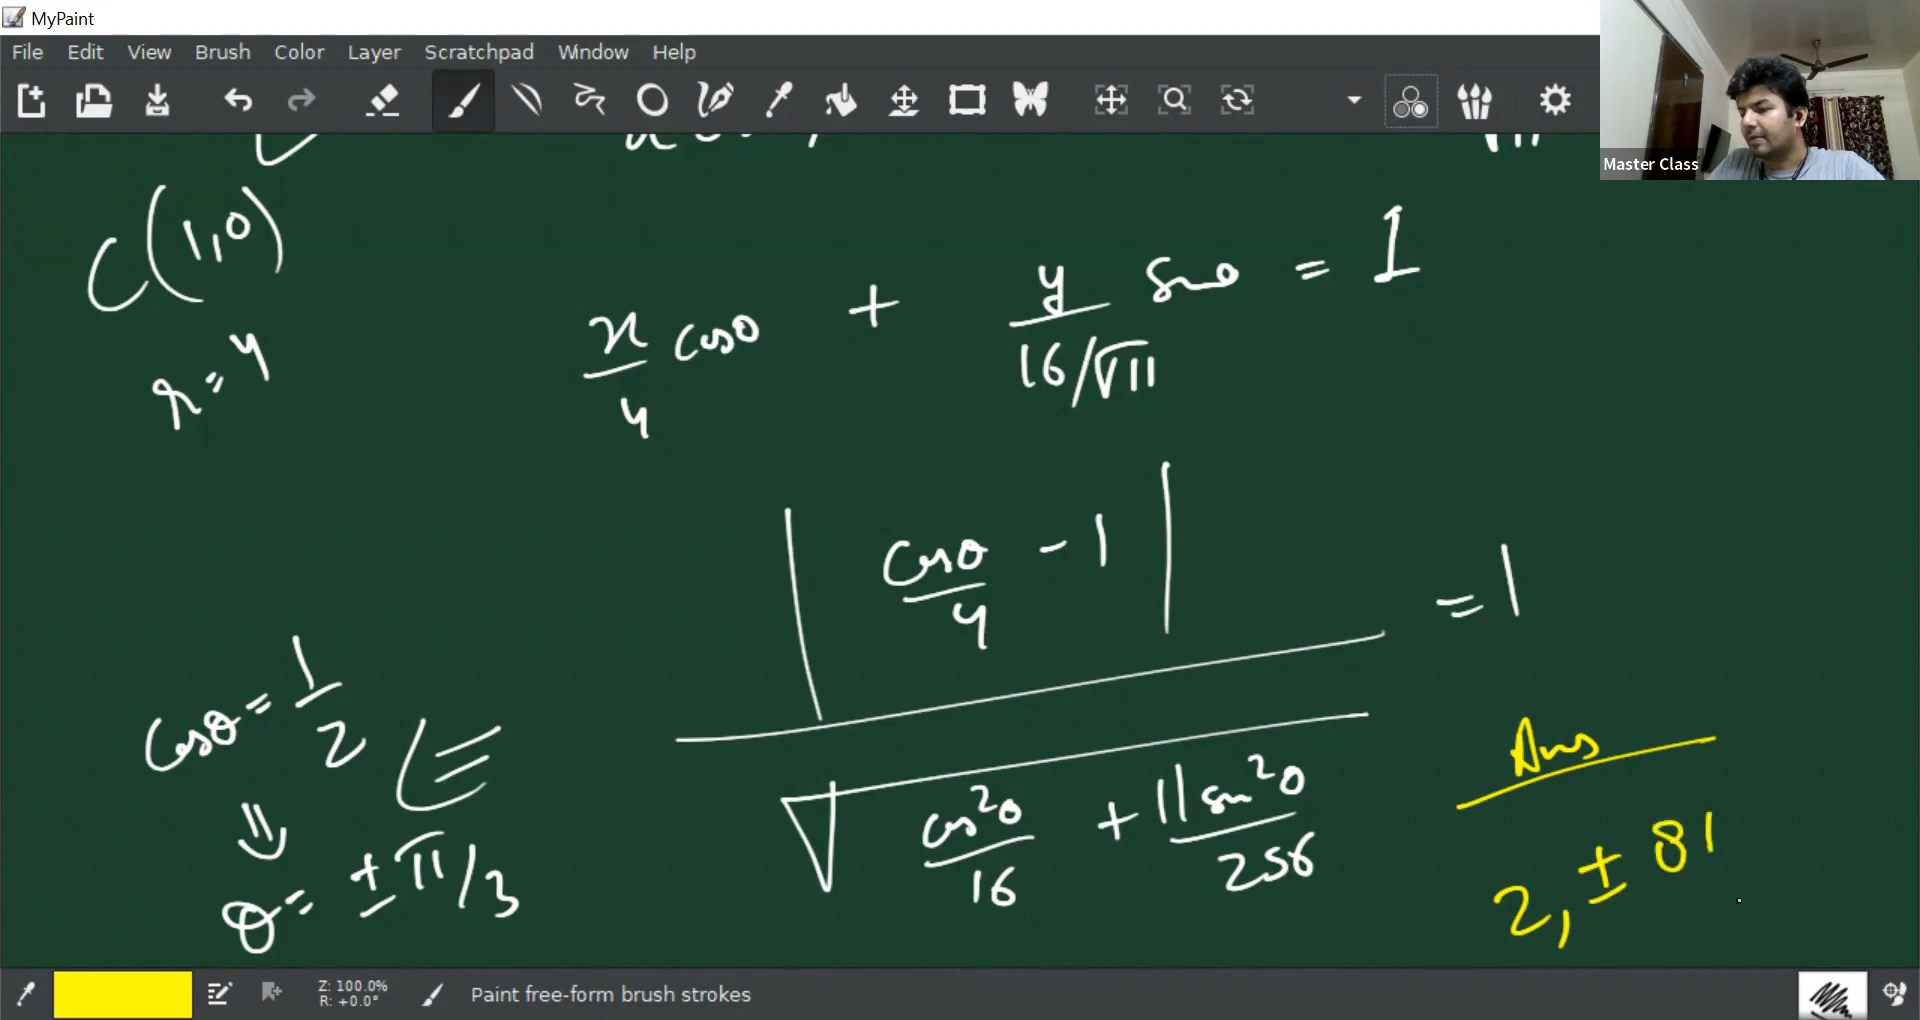 MyPaint
File Edit View Brush Color Layer Scratchpad Window Help
Master Class
C(1,0)
r = 4
x/4 cosθ + y/(16/√11) sinθ = 1
|cosθ/4 - 1| / √(cos²θ/16 + 11 sin²θ/256) = 1
cosθ = 1/2
⇓
θ = ± π/3
Ans
2, ± 81
Z: 100.0%
R: +0.0°
Paint free-form brush strokes